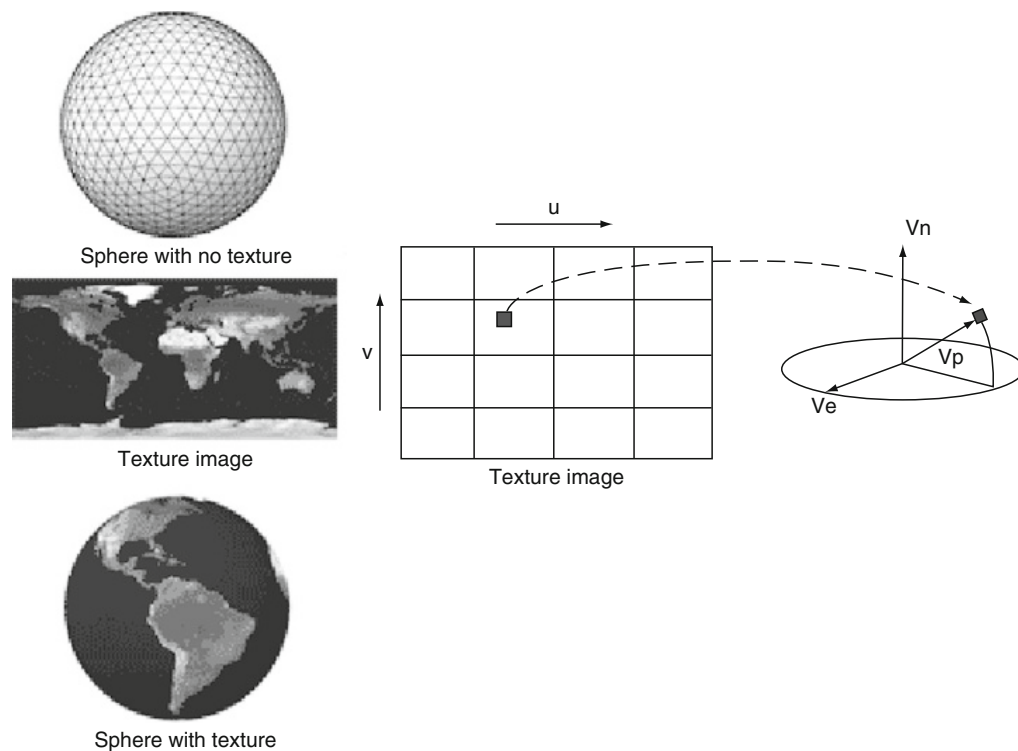 Sphere with no texture
Texture image
Sphere with texture
u
v
Texture image
Vn
Vp
Ve